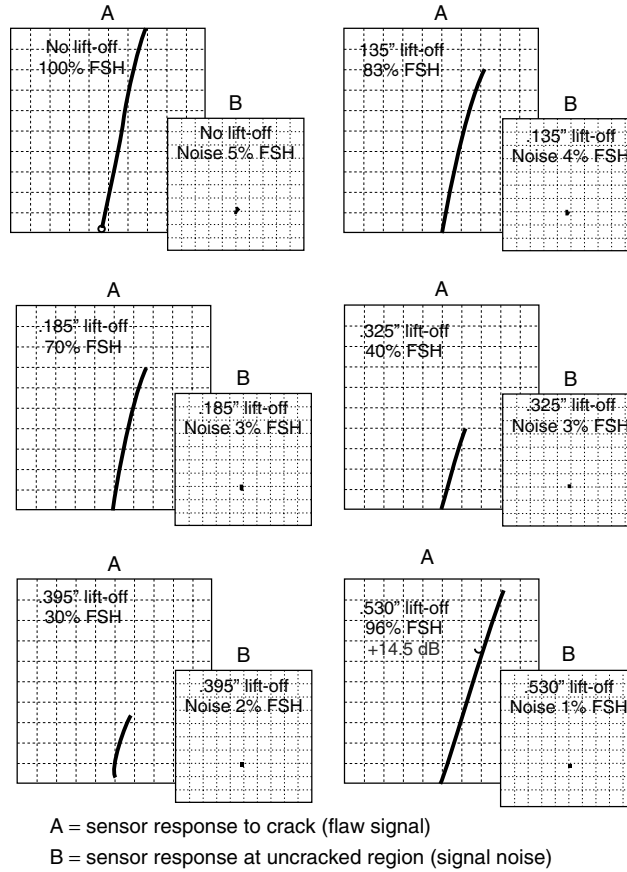 A
No lift-off
100% FSH
B
No lift-off
Noise 5% FSH
A
.135” lift-off
83% FSH
B
.135” lift-off
Noise 4% FSH
A
.185” lift-off
70% FSH
B
.185” lift-off
Noise 3% FSH
A
.325” lift-off
40% FSH
B
.325” lift-off
Noise 3% FSH
A
.395” lift-off
30% FSH
B
.395” lift-off
Noise 2% FSH
A
.530” lift-off
96% FSH
+14.5 dB
B
.530” lift-off
Noise 1% FSH
A = sensor response to crack (flaw signal)
B = sensor response at uncracked region (signal noise)